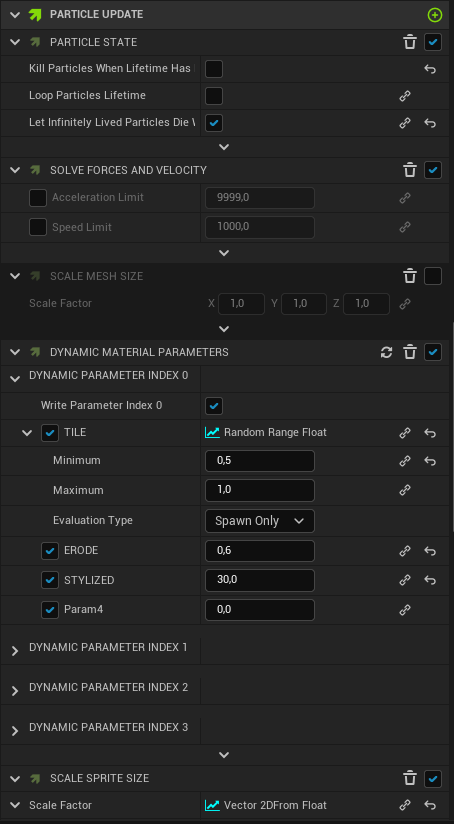 PARTICLE UPDATE
PARTICLE STATE
Kill Particles When Lifetime Has
Loop Particles Lifetime
Let Infinitely Lived Particles Die
SOLVE FORCES AND VELOCITY
Acceleration Limit 9999,0
Speed Limit 1000,0
SCALE MESH SIZE
Scale Factor X 1,0 Y 1,0 Z 1,0
DYNAMIC MATERIAL PARAMETERS
DYNAMIC PARAMETER INDEX 0
Write Parameter Index 0
TILE Random Range Float
Minimum 0,5
Maximum 1,0
Evaluation Type Spawn Only
ERODE 0,6
STYLIZED 30,0
Param4 0,0
DYNAMIC PARAMETER INDEX 1
DYNAMIC PARAMETER INDEX 2
DYNAMIC PARAMETER INDEX 3
SCALE SPRITE SIZE
Scale Factor Vector 2DFrom Float